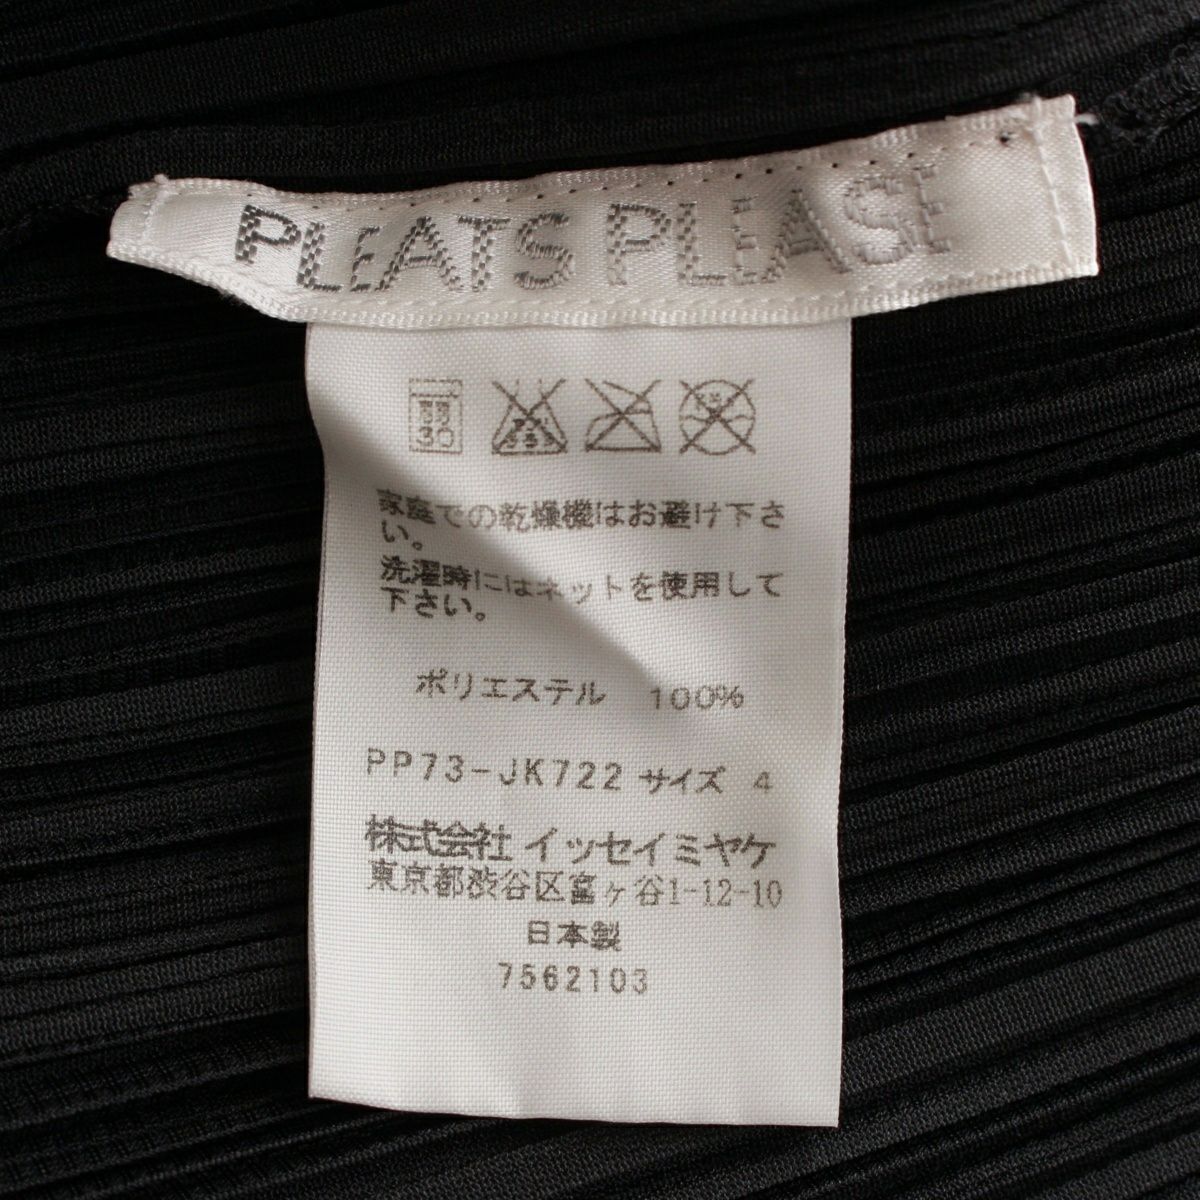 PLEATS PLEASE
30
家庭での乾燥機はお避け下さ
い。
洗濯時にはネットを使用して
下さい。
ポリエステル 100%
PP73-JK722 サイズ 4
株式会社 イッセイミヤケ
東京都渋谷区富ヶ谷1-12-10
日本製
7562103